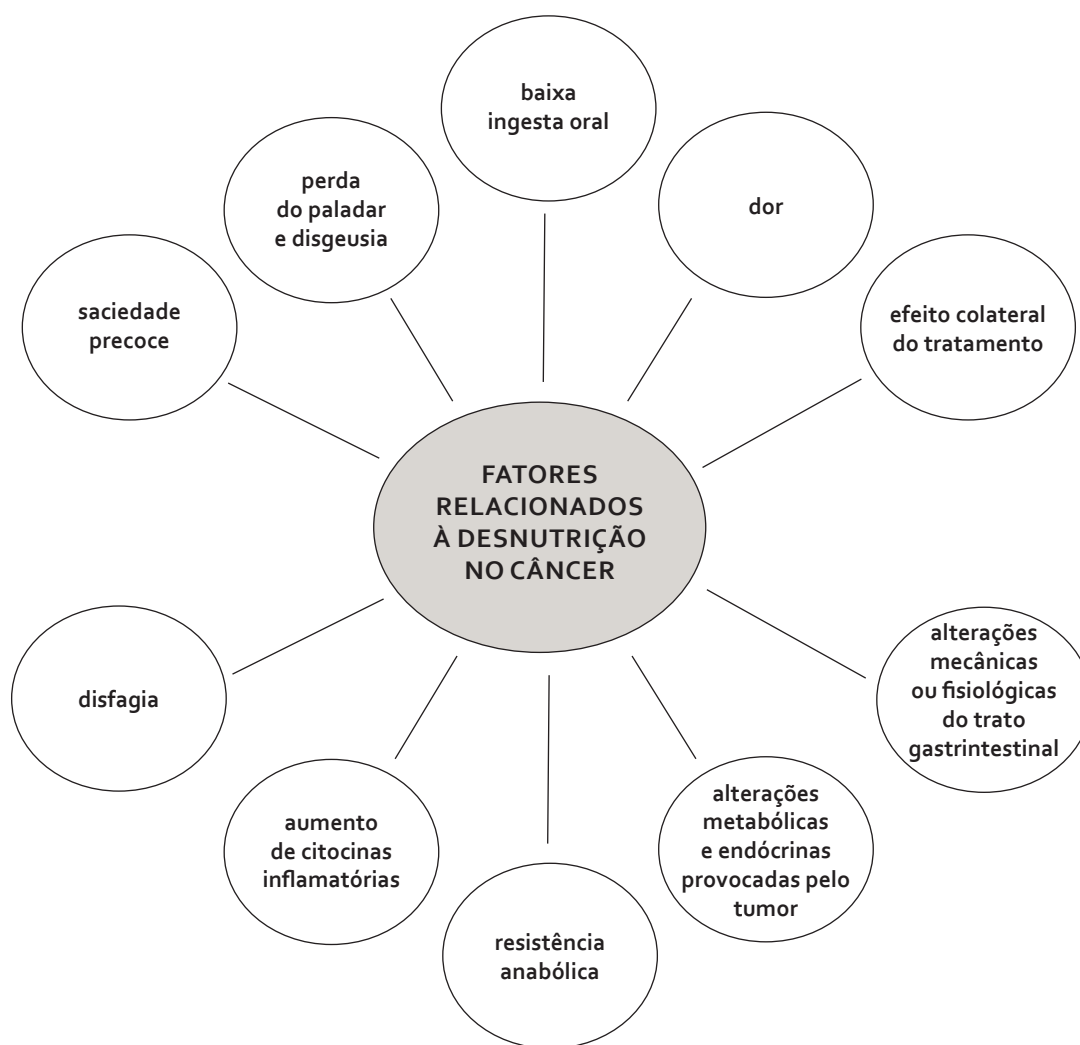 baixa
ingesta oral
perda
do paladar
e disgeusia
dor
saciedade
precoce
efeito colateral
do tratamento
FATORES
RELACIONADOS
À DESNUTRIÇÃO
NO CÂNCER
disfagia
alterações
mecânicas
ou fisiológicas
do trato
gastrintestinal
aumento
de citocinas
inflamatórias
alterações
metabólicas
e endócrinas
provocadas pelo
tumor
resistência
anabólica